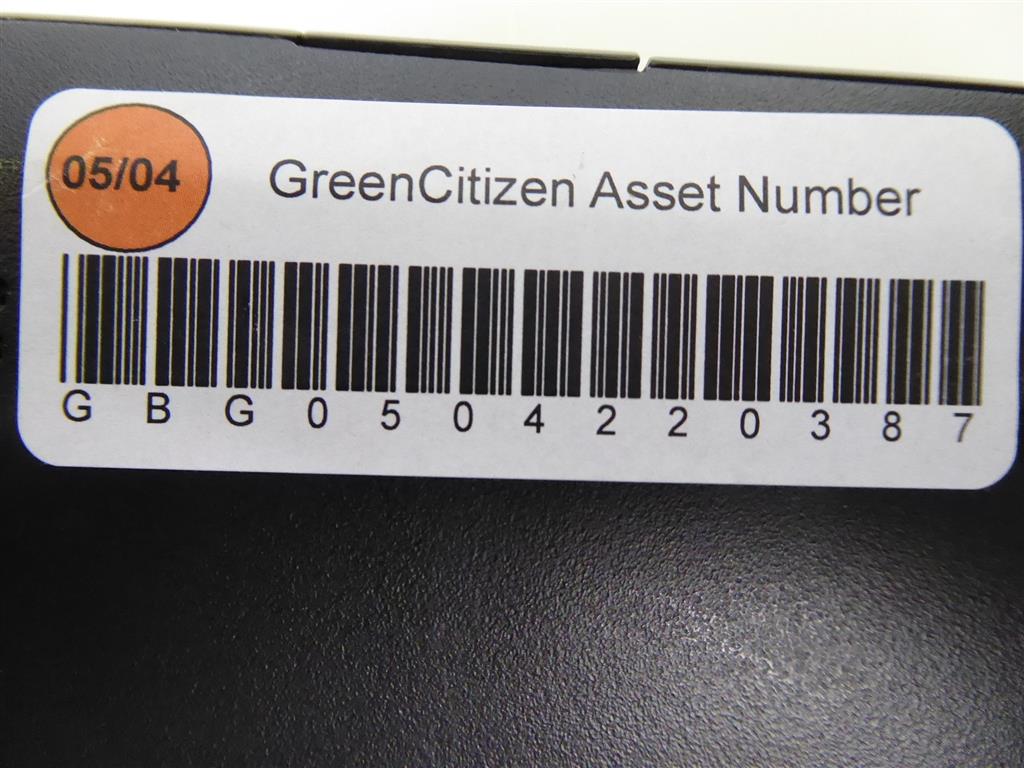 05/04
GreenCitizen Asset Number
G B G 0 5 0 4 2 2 0 3 8 7